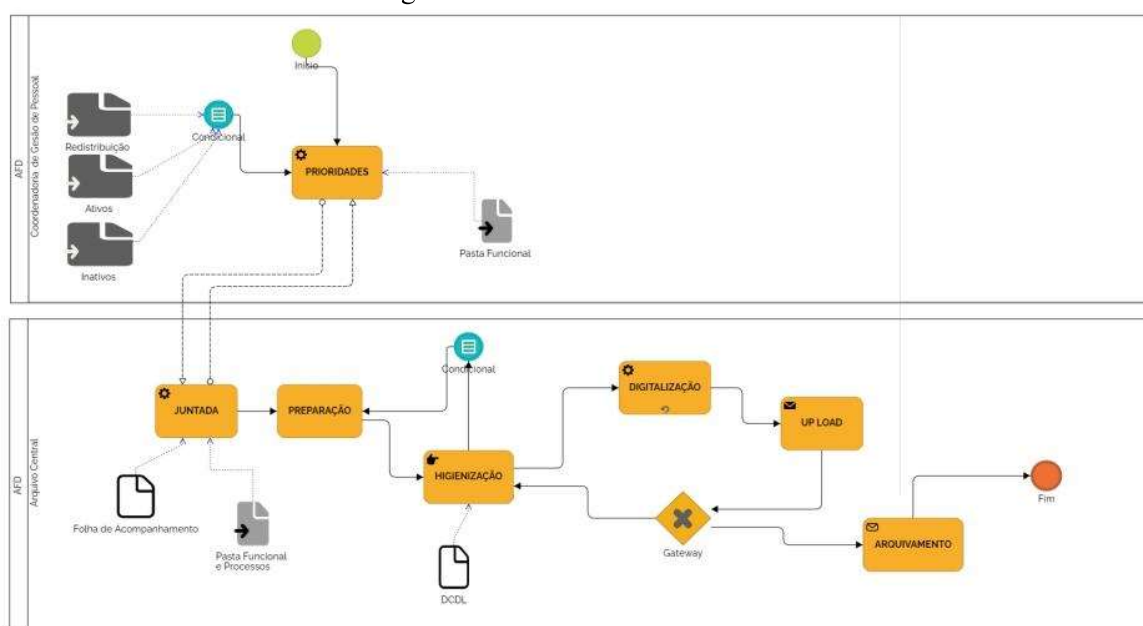 AFD
Coordenadoria de Gesão de Pessoal
Início
Redistribuição
Condicional
PRIORIDADES
Ativos
Pasta Funcional
Inativos
AFD
Arquivo Central
Condicional
DIGITALIZAÇÃO
JUNTADA
PREPARAÇÃO
UP LOAD
HIGIENIZAÇÃO
Fim
Folha de Acompanhamento
Gateway
ARQUIVAMENTO
Pasta Funcional
e Processos
DCDL